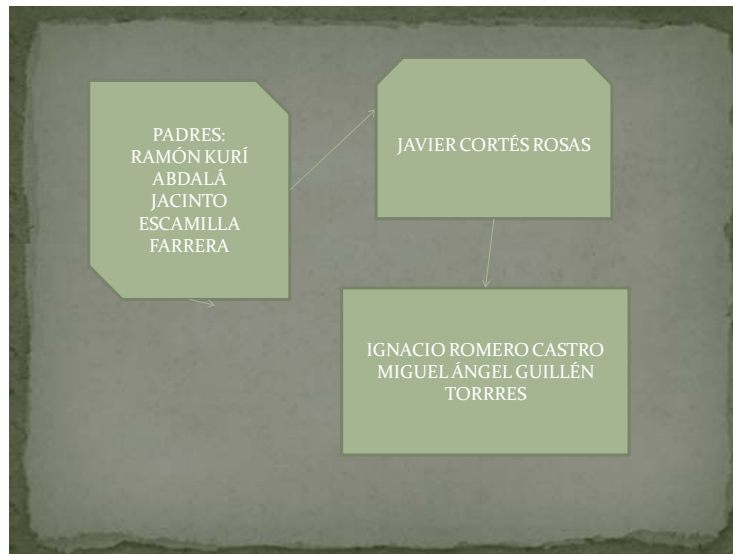 PADRES:
RAMÓN KURÍ
ABDALÁ
JACINTO
ESCAMILLA
FARRERA
JAVIER CORTÉS ROSAS
IGNACIO ROMERO CASTRO
MIGUEL ÁNGEL GUILLÉN
TORRRES